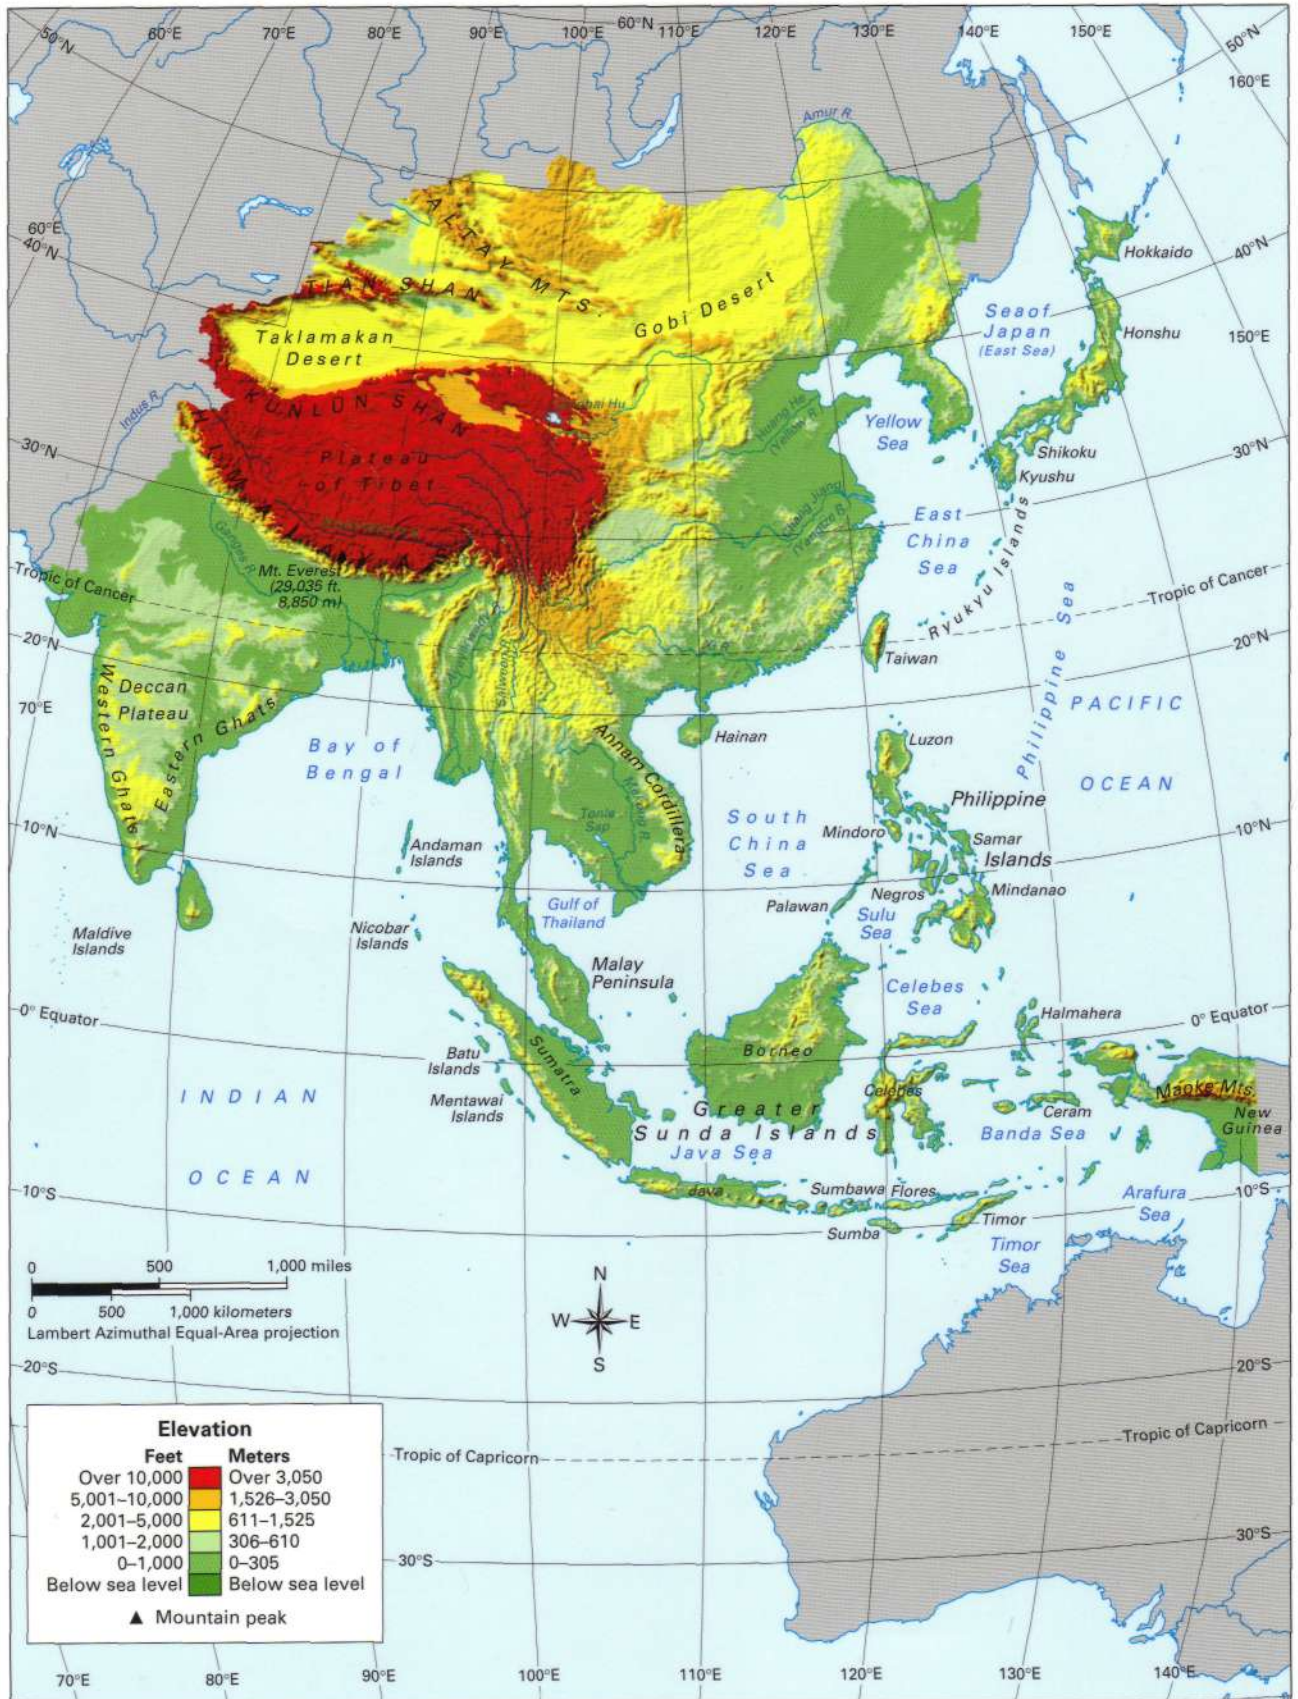 60°N
50°N
60°E
70°E
80°E
90°E
100°E
110°E
120°E
130°E
140°E
150°E
50°N
160°E
Amur R.
60°E
40°N
ALTAY MTS.
TIAN SHAN
Gobi Desert
Taklamakan
Desert
Hokkaido
40°N
Sea of
Japan
(East Sea)
Honshu
150°E
Indus R.
KUNLUN SHAN
Huang He
(Yellow R.)
Yellow
Sea
Shikoku
Kyushu
30°N
30°N
HIMALAYAS
Plateau
of Tibet
Chang Jiang
(Yangtze R.)
East
China
Sea
Ryukyu Islands
Ganges R.
Mt. Everest
(29,035 ft.
8,850 m)
Tropic of Cancer
Tropic of Cancer
20°N
20°N
Salween R.
Xi R.
Taiwan
Philippine Sea
PACIFIC
OCEAN
70°E
Western Ghats
Deccan
Plateau
Eastern Ghats
Bay of
Bengal
Annam Cordillera
Hainan
Luzon
Philippine
Islands
10°N
10°N
Andaman
Islands
Tonle
Sap
Mekong R.
South
China
Sea
Mindoro
Samar
Negros
Mindanao
Palawan
Sulu
Sea
Gulf of
Thailand
Maldive
Islands
Nicobar
Islands
Malay
Peninsula
Celebes
Sea
Halmahera
0° Equator
0° Equator
Batu
Islands
Sumatra
Borneo
Celebes
Maoke Mts.
New
Guinea
Mentawai
Islands
Greater
Sunda Islands
Ceram
Banda Sea
INDIAN
OCEAN
Java Sea
Java
Sumbawa
Flores
Arafura
Sea
10°S
10°S
Sumba
Timor
Timor
Sea
0 500 1,000 miles
0 500 1,000 kilometers
Lambert Azimuthal Equal-Area projection
N
W E
S
20°S
20°S
Tropic of Capricorn
Tropic of Capricorn
Elevation
Feet Meters
Over 10,000 Over 3,050
5,001–10,000 1,526–3,050
2,001–5,000 611–1,525
1,001–2,000 306–610
0–1,000 0–305
Below sea level Below sea level
▲ Mountain peak
30°S
30°S
70°E
80°E
90°E
100°E
110°E
120°E
130°E
140°E